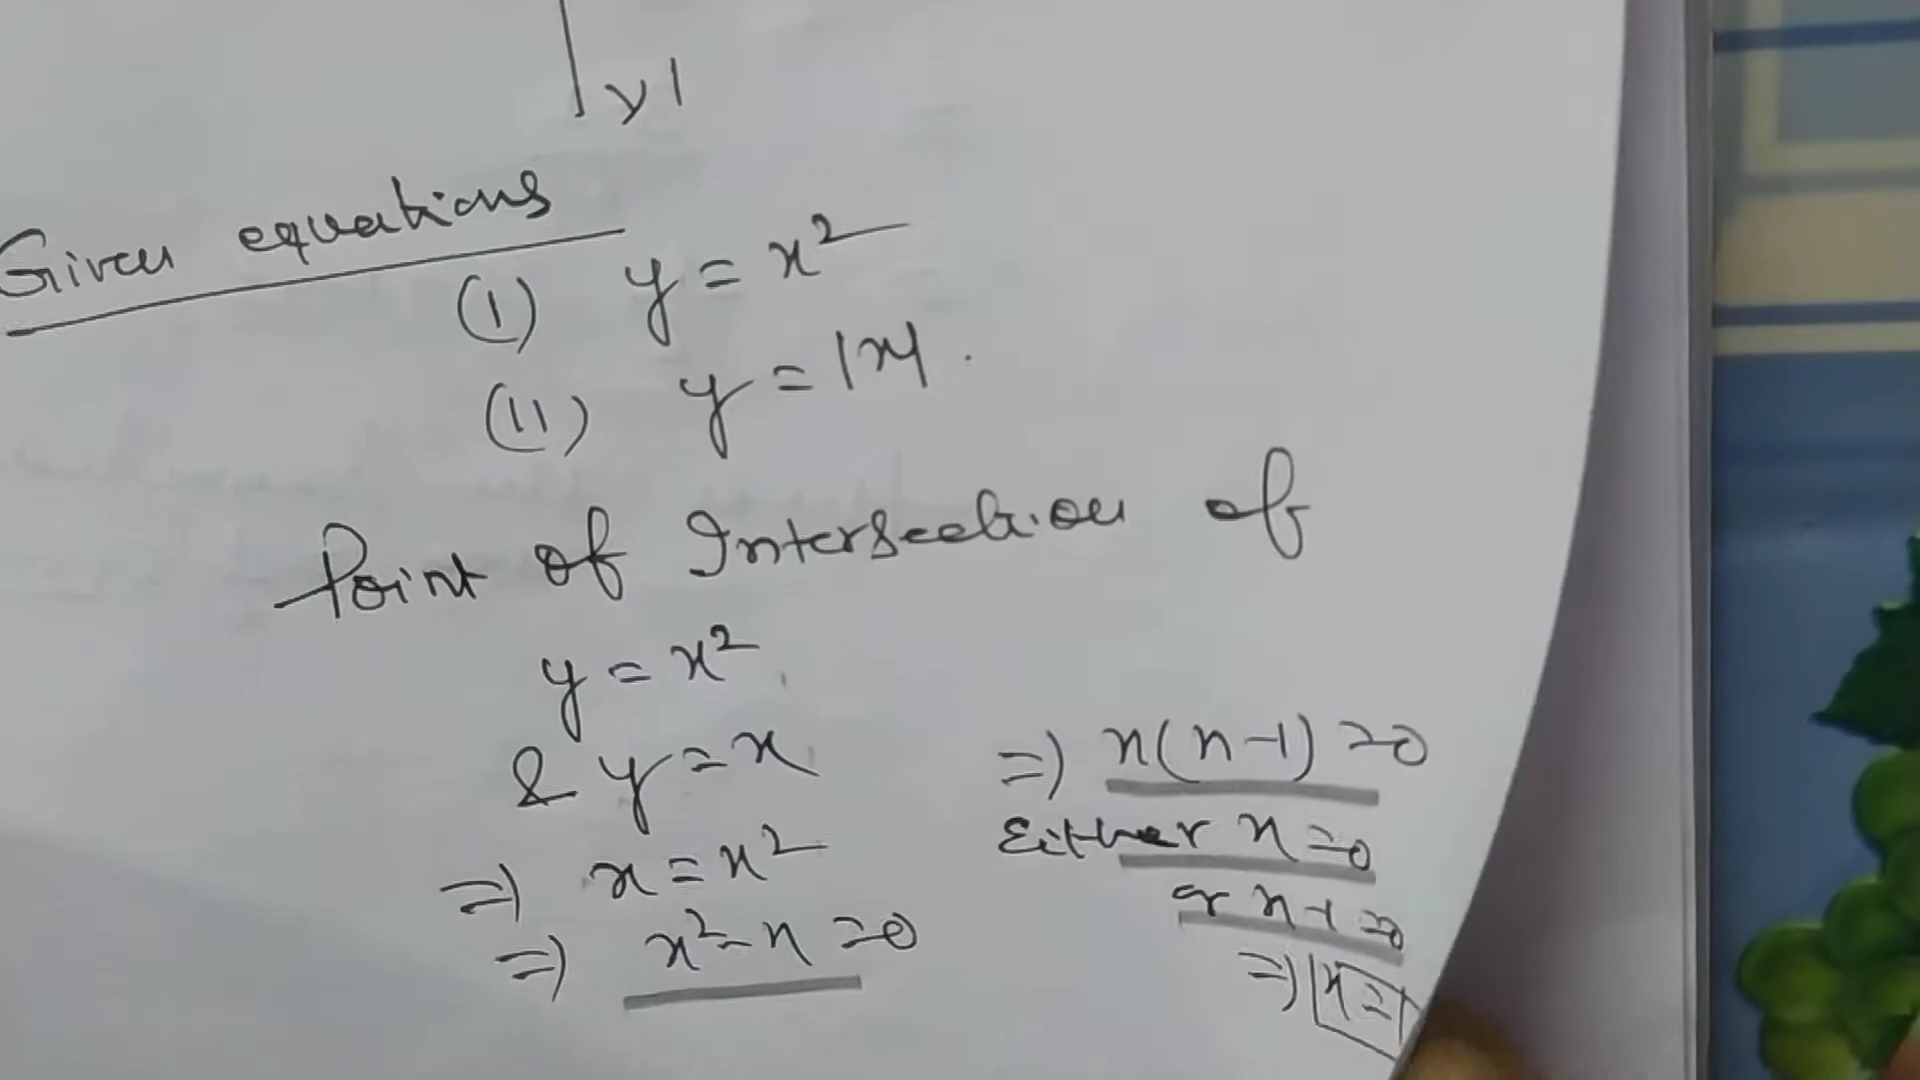 y|
Given equations
(I) y = x²
(II) y = |x|.
Point of Intersection of
y = x²
& y = x
=) x = x²
=) x² - x = 0
=) x(x-1) = 0
Either x = 0
or x-1 = 0
=) x = 1